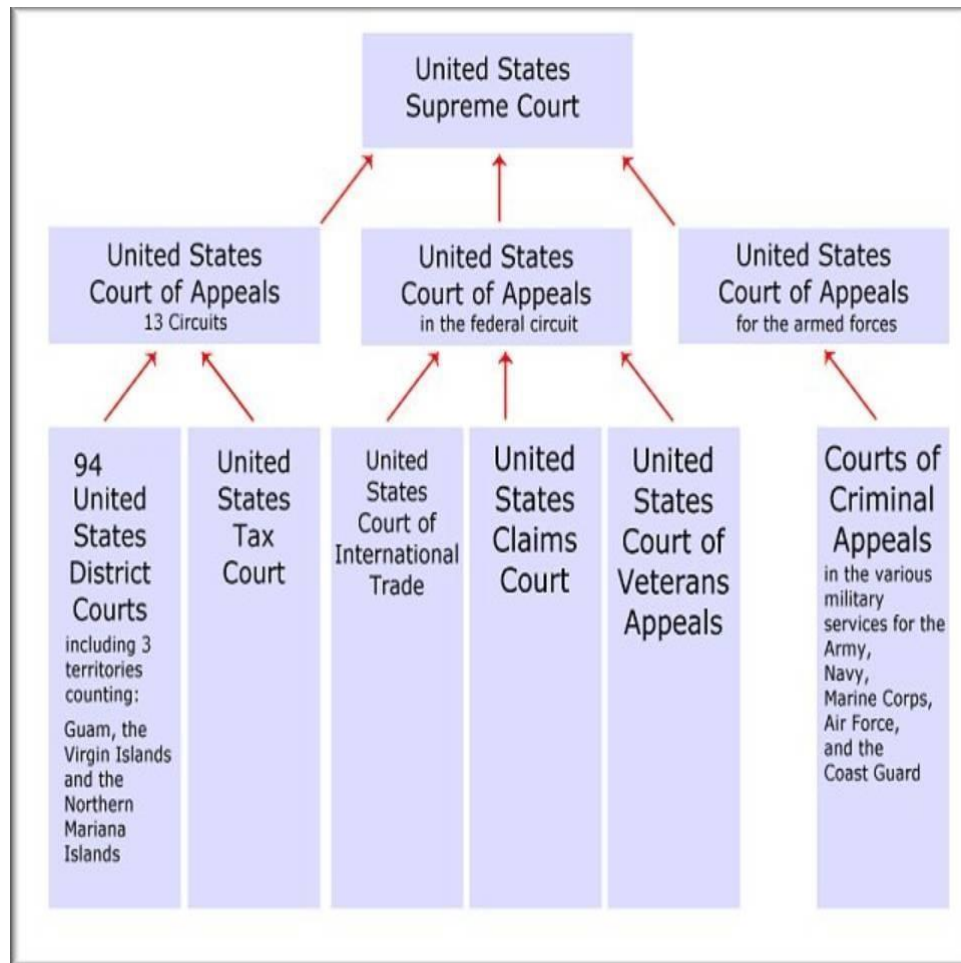 United States
Supreme Court
United States
Court of Appeals
13 Circuits
United States
Court of Appeals
in the federal circuit
United States
Court of Appeals
for the armed forces
94
United
States
District
Courts
including 3
territories
counting:
Guam, the
Virgin Islands
and the
Northern
Mariana
Islands
United
States
Tax
Court
United
States
Court of
International
Trade
United
States
Claims
Court
United
States
Court of
Veterans
Appeals
Courts of
Criminal
Appeals
in the various
military
services for the
Army,
Navy,
Marine Corps,
Air Force,
and the
Coast Guard